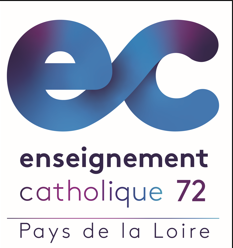 ec
enseignement
catholique 72
Pays de la Loire